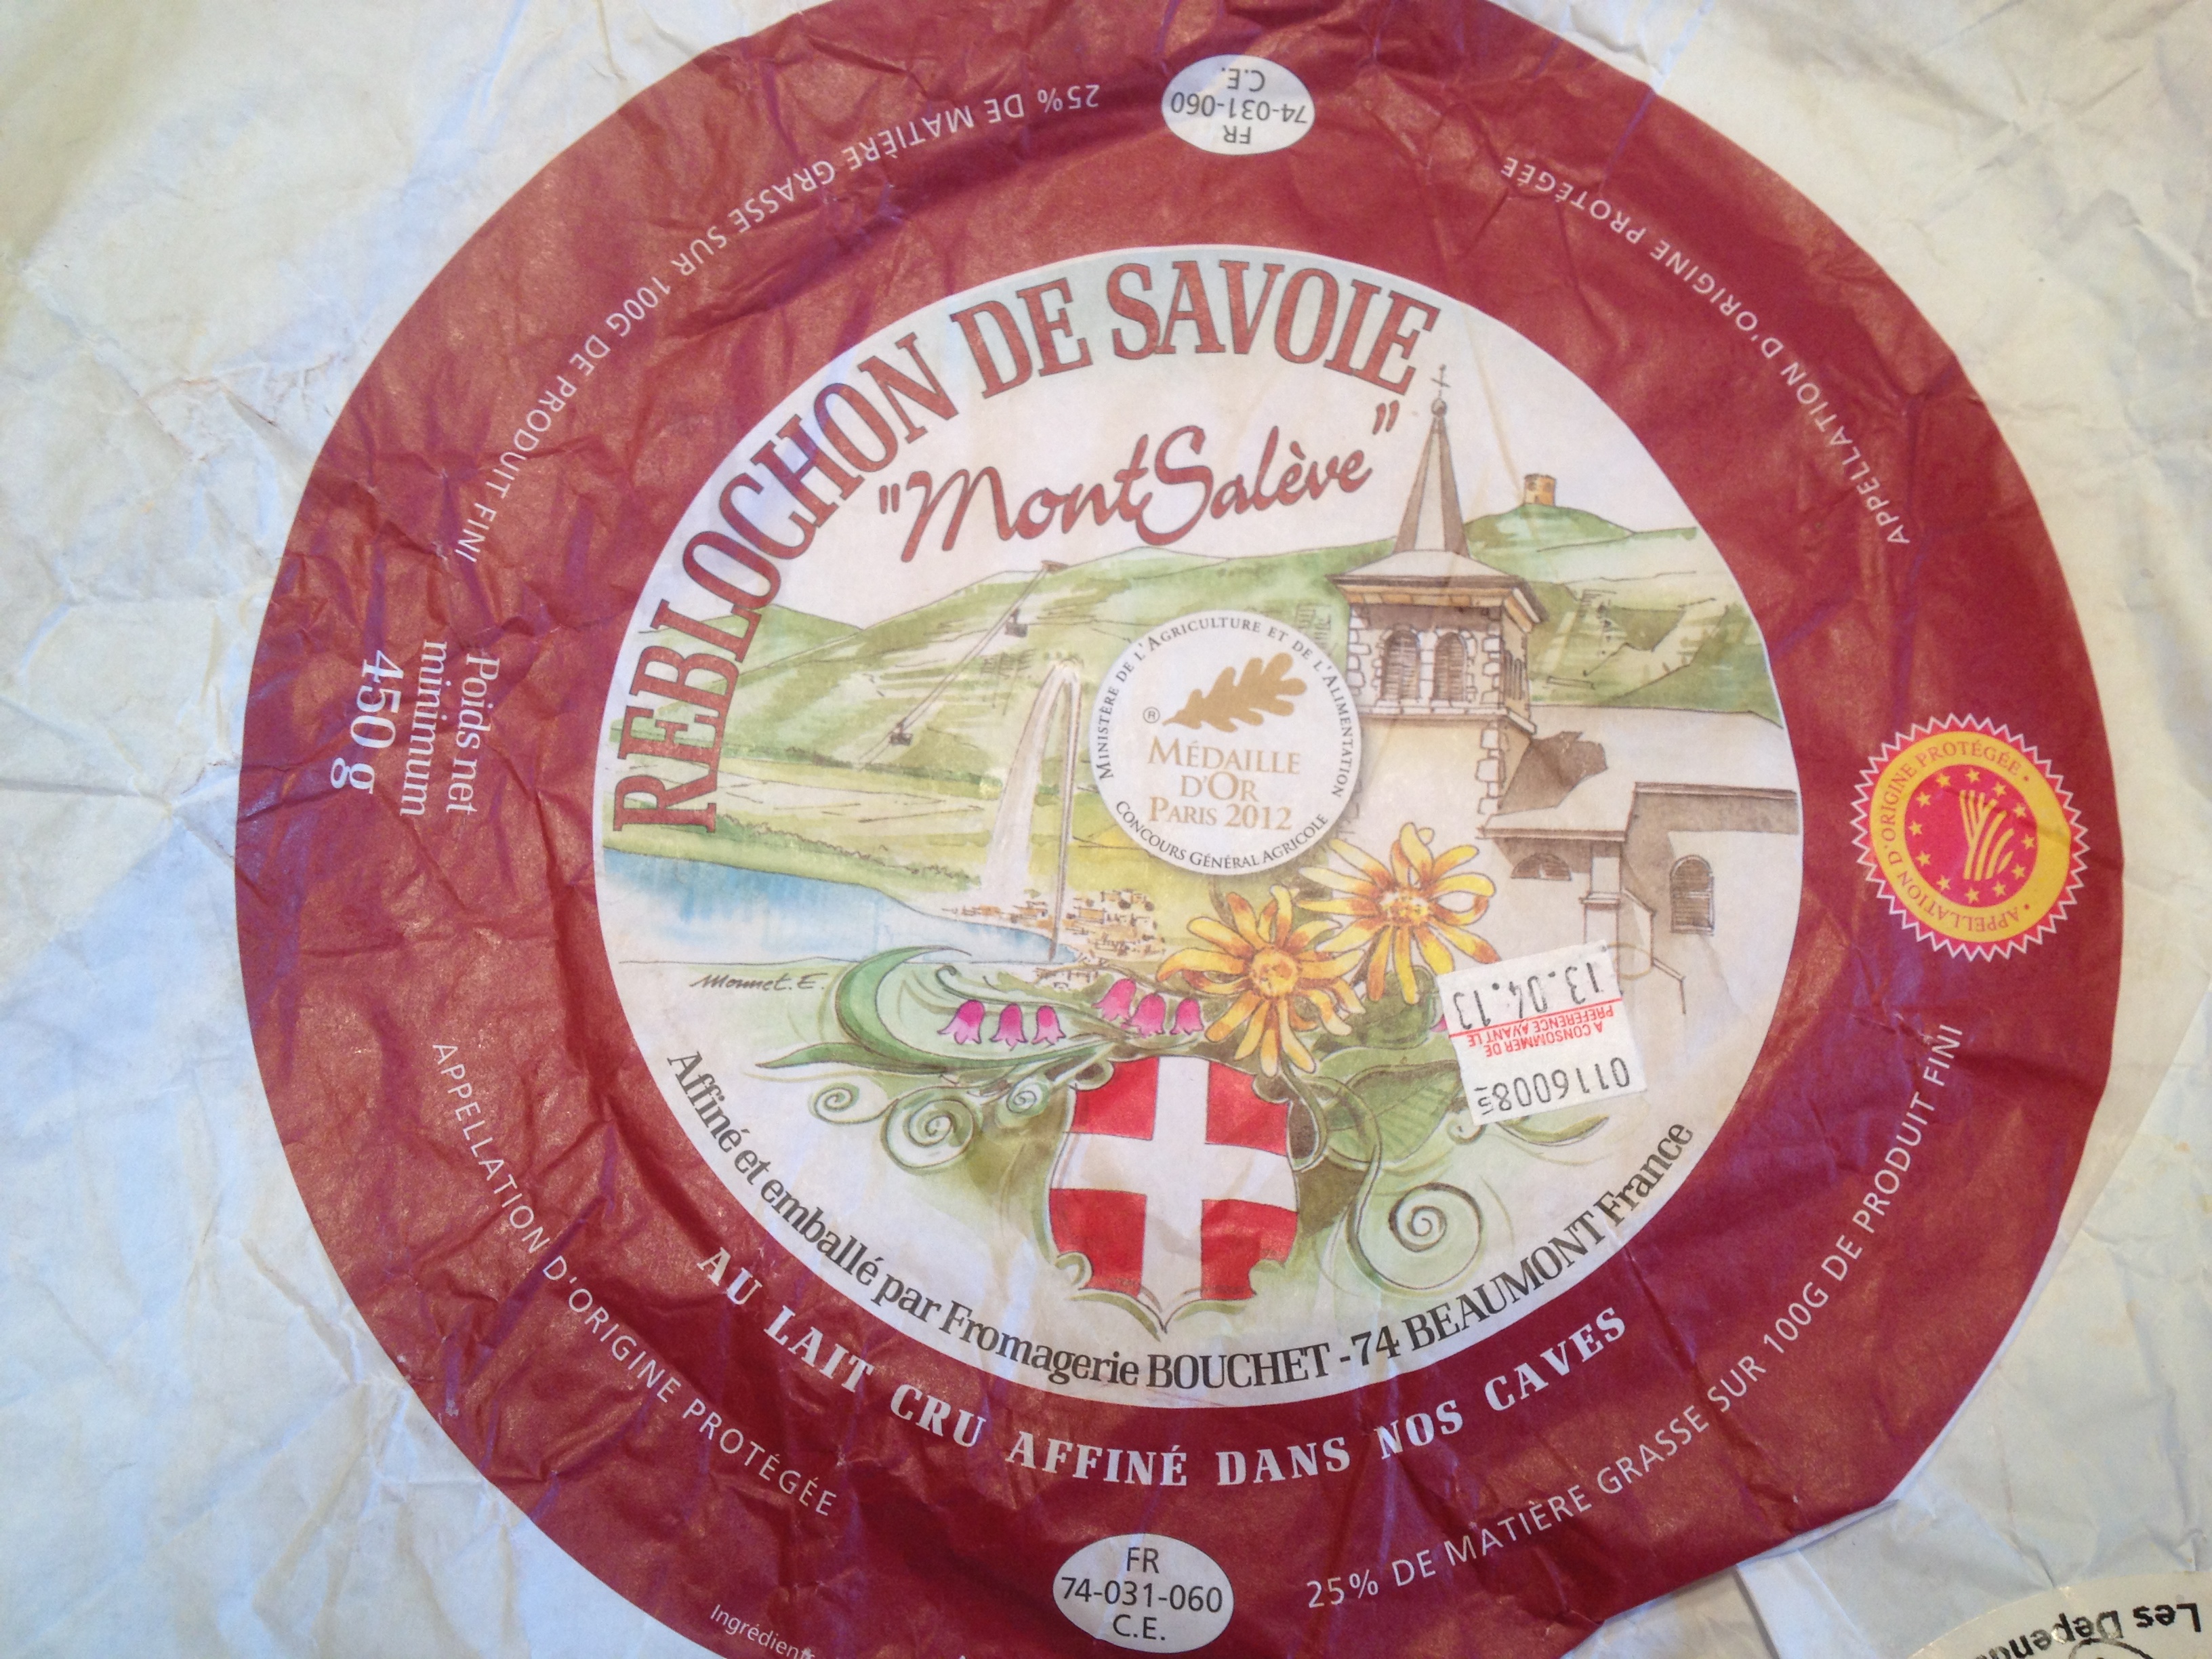 FR
74-031-060
C.E.
25% DE MATIÈRE GRASSE SUR 100G DE PRODUIT FINI
APPELLATION D'ORIGINE PROTÉGÉE
REBLOCHON DE SAVOIE
"Mont Salève"
MINISTÈRE DE L'AGRICULTURE ET DE L'ALIMENTATION
®
MÉDAILLE
D'OR
PARIS 2012
CONCOURS GÉNÉRAL AGRICOLE
Poids net
minimum
450 g
APPELLATION D'ORIGINE PROTÉGÉE
Monnet. E.
0116008
A CONSOMMER DE
PREFERENCE AVANT LE
13.04.13
Affiné et emballé par Fromagerie BOUCHET - 74 BEAUMONT France
AU LAIT CRU AFFINÉ DANS NOS CAVES
APPELLATION D'ORIGINE PROTÉGÉE
25% DE MATIÈRE GRASSE SUR 100G DE PRODUIT FINI
FR
74-031-060
C.E.
Les